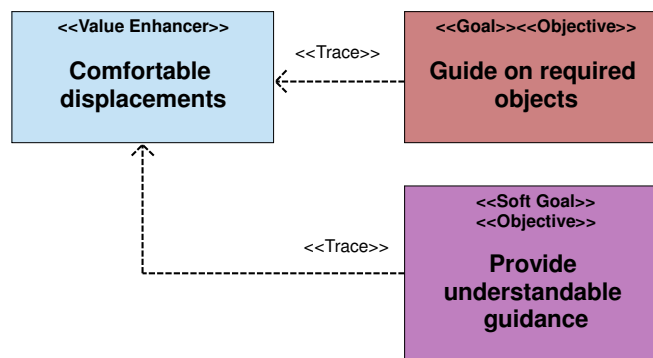 <<Value Enhancer>>
Comfortable
displacements
<<Trace>>
<<Goal>><<Objective>>
Guide on required
objects
<<Trace>>
<<Soft Goal>>
<<Objective>>
Provide
understandable
guidance